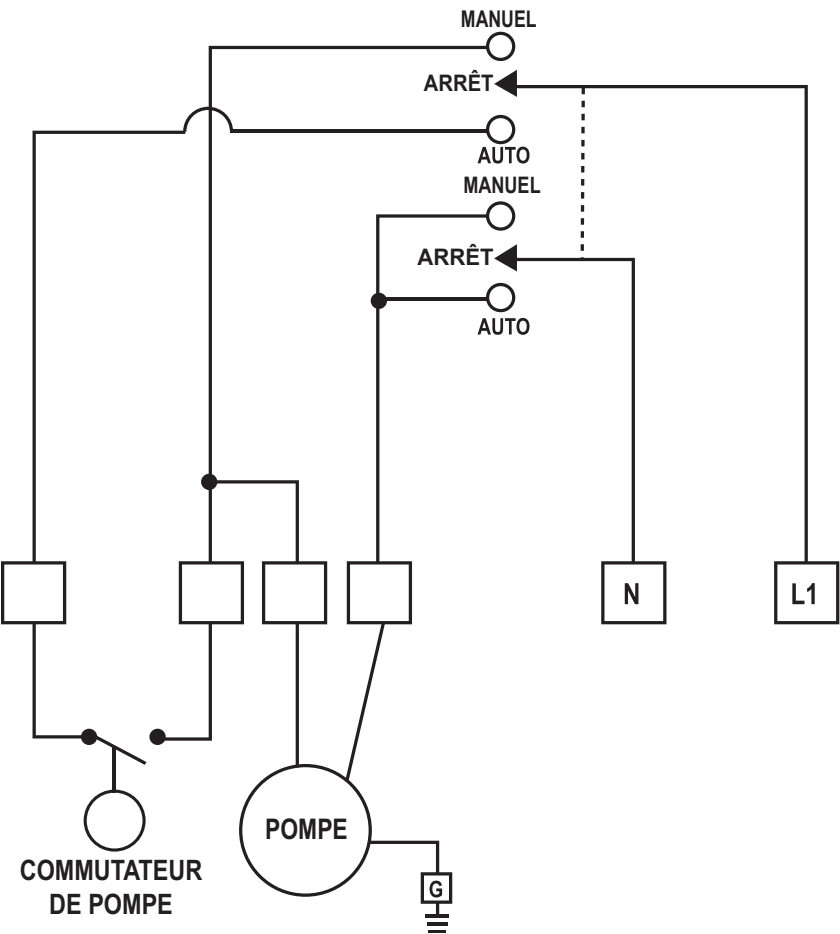 MANUEL
ARRÊT
AUTO
MANUEL
ARRÊT
AUTO
N
L1
POMPE
COMMUTATEUR
DE POMPE
G